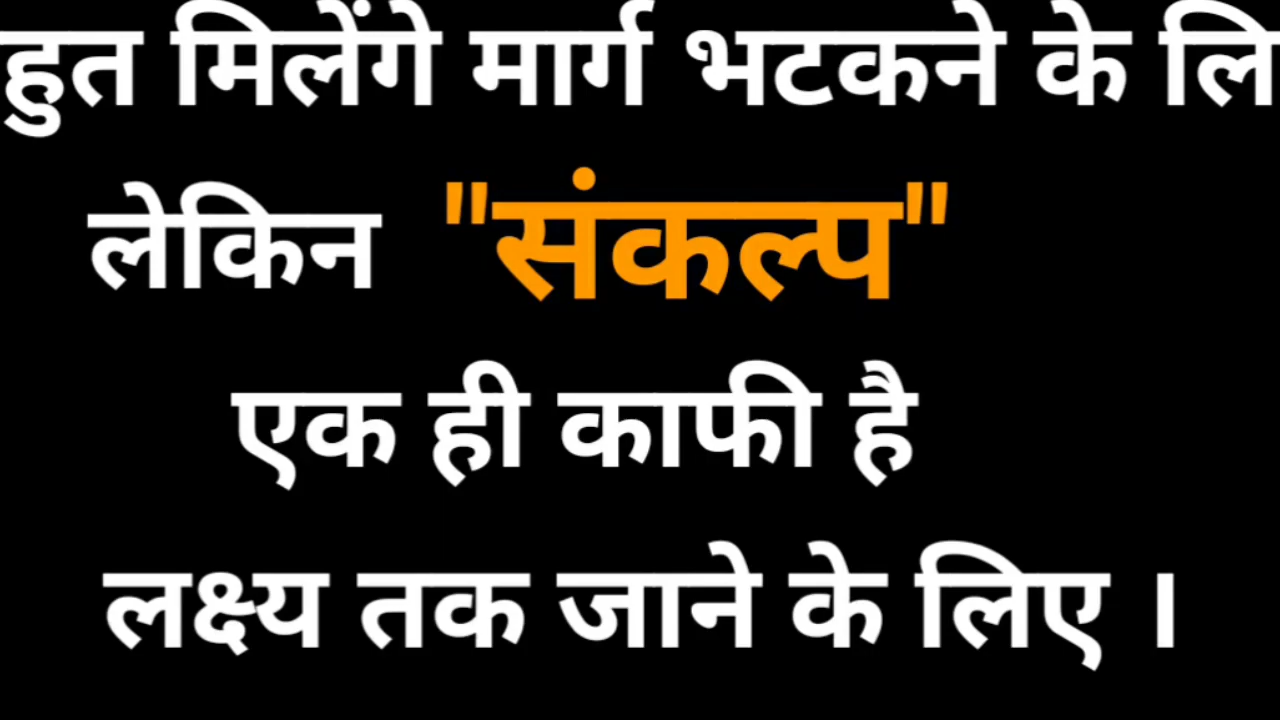 हुत मिलेंगे मार्ग भटकने के लि
लेकिन "संकल्प"
एक ही काफी है
लक्ष्य तक जाने के लिए ।